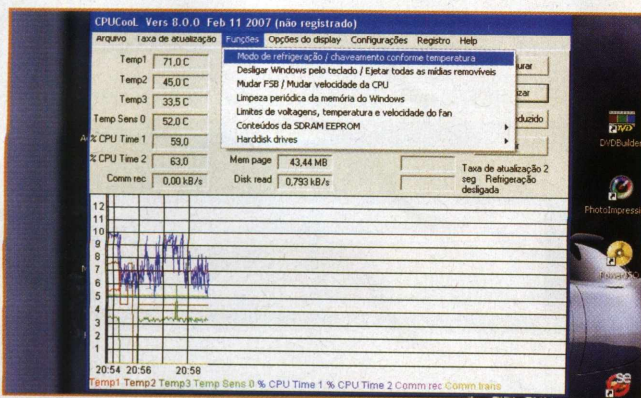 CPUCooL Vers 8.0.0 Feb 11 2007 (não registrado)
Arquivo Taxa de atualização Funções Opções do display Configurações Registro Help
Modo de refrigeração / chaveamento conforme temperatura
Desligar Windows pelo teclado / Ejetar todas as mídias removíveis
Mudar FSB / Mudar velocidade da CPU
Limpeza periódica da memória do Windows
Limites de voltagens, temperatura e velocidade do fan
Conteúdos da SDRAM EEPROM
Harddisk drives
Temp1 71,0 C
Temp2 45,0 C
Temp3 33,5 C
Temp Sens 0 52,0 C
% CPU Time 1 59,0
% CPU Time 2 63,0 Mem page 43,44 MB
Comm rec 0,00 kB/s Disk read 0,793 kB/s
Taxa de atualização 2
seg Refrigeração
desligada
12
11
10
9
8
7
6
5
4
3
2
1
20:54 20:56 20:58
Temp1 Temp2 Temp3 Temp Sens 0 % CPU Time 1 % CPU Time 2 Comm rec Comm trans
DVDBuilder
PhotoImpressi